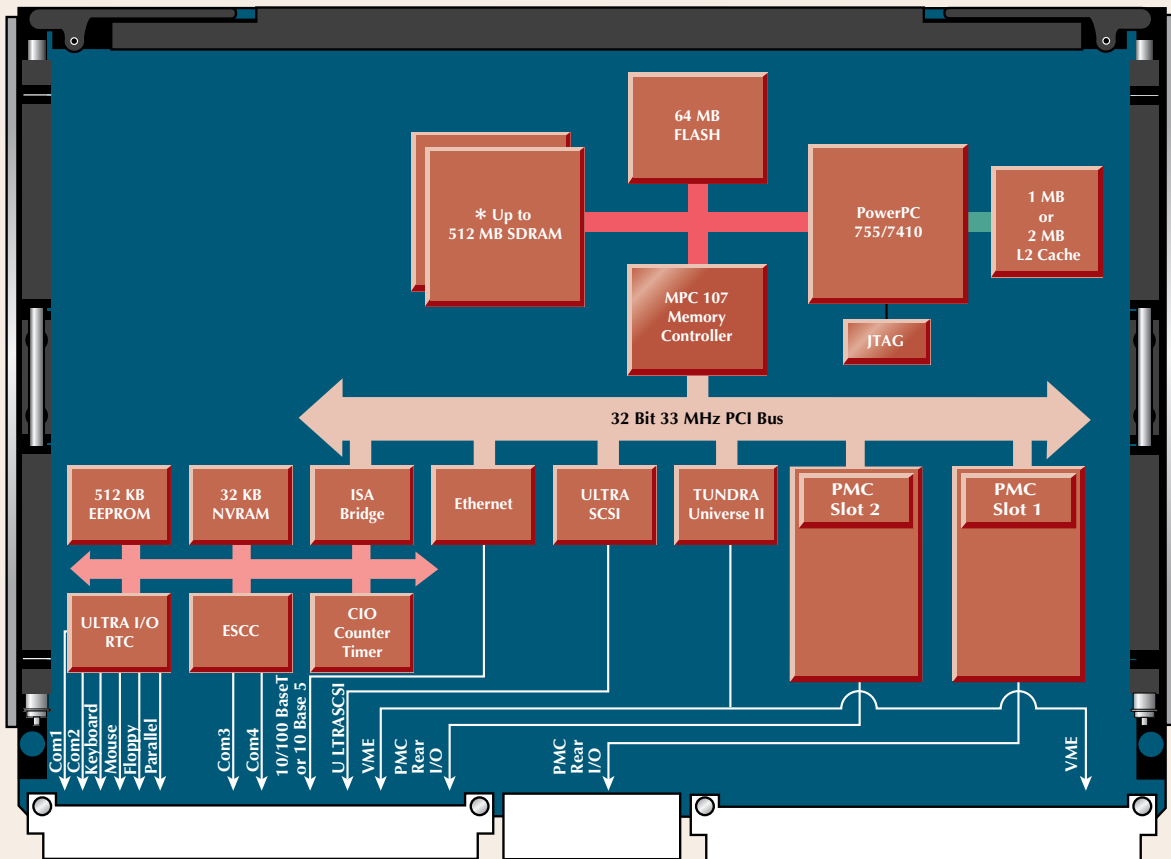 64 MB
FLASH
* Up to
512 MB SDRAM
PowerPC
755/7410
1 MB
or
2 MB
L2 Cache
MPC 107
Memory
Controller
JTAG
32 Bit 33 MHz PCI Bus
512 KB
EEPROM
32 KB
NVRAM
ISA
Bridge
Ethernet
ULTRA
SCSI
TUNDRA
Universe II
PMC
Slot 2
PMC
Slot 1
ULTRA I/O
RTC
ESCC
CIO
Counter
Timer
Com1
Com2
Keyboard
Mouse
Floppy
Parallel
Com3
Com4
10/100 BaseT
or 10 Base 5
U LTRASCSI
VME
PMC
Rear
I/O
PMC
Rear
I/O
VME